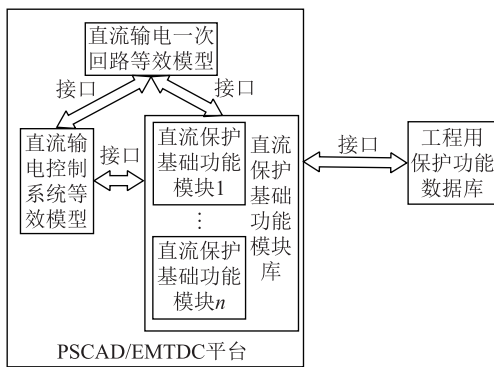 直流输电一次
回路等效模型
接口
接口
直流输
电控制
系统等
效模型
接口
直流保护
基础功能
模块1
⋮
直流保护
基础功能
模块n
直流
保护
基础
功能
模块
库
接口
工程用
保护功能
数据库
PSCAD/EMTDC平台